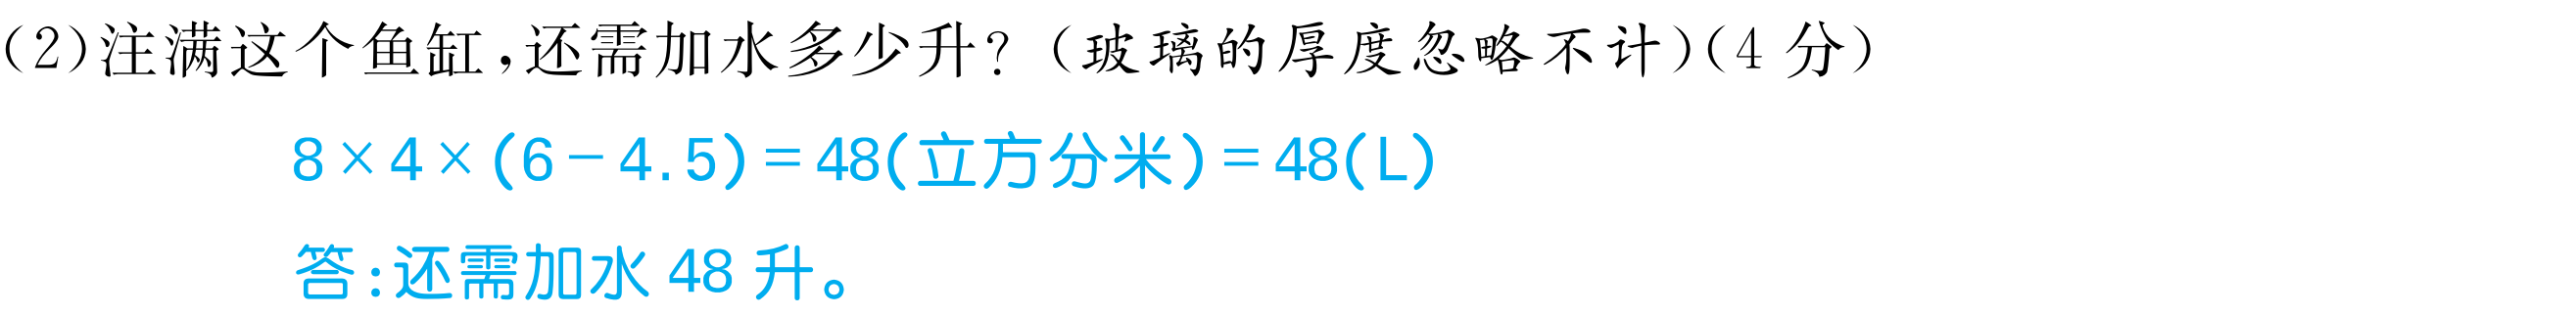 (2)注满这个鱼缸,还需加水多少升?(玻璃的厚度忽略不计)(4 分)
8×4×(6-4.5)=48(立方分米)=48(L)
答:还需加水 48 升。